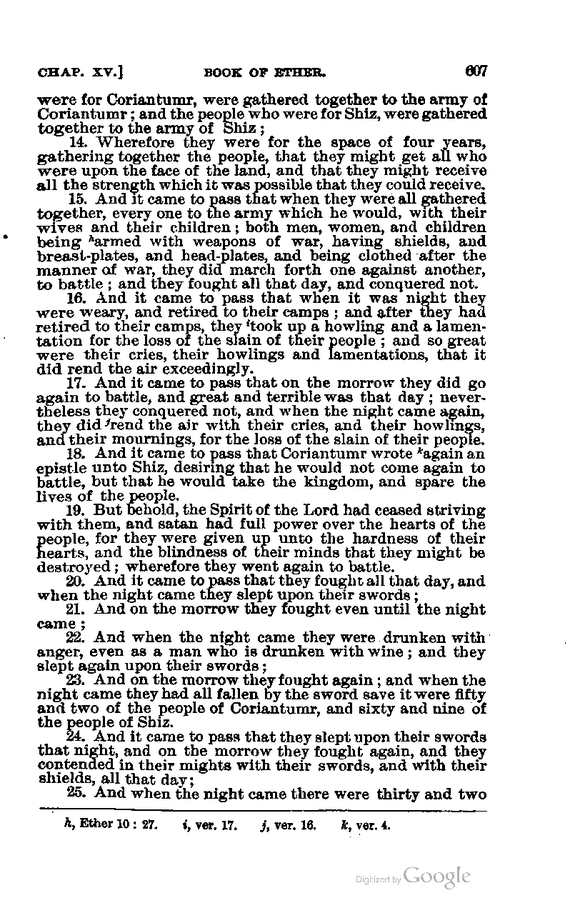 CHAP. XV.] BOOK OF ETHER. 607
were for Coriantumr, were gathered together to the army of
Coriantumr; and the people who were for Shiz, were gathered
together to the army of Shiz;
14. Wherefore they were for the space of four years,
gathering together the people, that they might get all who
were upon the face of the land, and that they might receive
all the strength which it was possible that they could receive.
15. And it came to pass that when they were all gathered
together, every one to the army which he would, with their
wives and their children; both men, women, and children
being ʰarmed with weapons of war, having shields, and
breast-plates, and head-plates, and being clothed after the
manner of war, they did march forth one against another,
to battle; and they fought all that day, and conquered not.
16. And it came to pass that when it was night they
were weary, and retired to their camps; and after they had
retired to their camps, they ⁱtook up a howling and a lamen-
tation for the loss of the slain of their people; and so great
were their cries, their howlings and lamentations, that it
did rend the air exceedingly.
17. And it came to pass that on the morrow they did go
again to battle, and great and terrible was that day; never-
theless they conquered not, and when the night came again,
they did ʲrend the air with their cries, and their howlings,
and their mournings, for the loss of the slain of their people.
18. And it came to pass that Coriantumr wrote ᵏagain an
epistle unto Shiz, desiring that he would not come again to
battle, but that he would take the kingdom, and spare the
lives of the people.
19. But behold, the Spirit of the Lord had ceased striving
with them, and satan had full power over the hearts of the
people, for they were given up unto the hardness of their
hearts, and the blindness of their minds that they might be
destroyed; wherefore they went again to battle.
20. And it came to pass that they fought all that day, and
when the night came they slept upon their swords;
21. And on the morrow they fought even until the night
came;
22. And when the night came they were drunken with
anger, even as a man who is drunken with wine; and they
slept again upon their swords;
23. And on the morrow they fought again; and when the
night came they had all fallen by the sword save it were fifty
and two of the people of Coriantumr, and sixty and nine of
the people of Shiz.
24. And it came to pass that they slept upon their swords
that night, and on the morrow they fought again, and they
contended in their mights with their swords, and with their
shields, all that day;
25. And when the night came there were thirty and two
h, Ether 10: 27. i, ver. 17. j, ver. 16. k, ver. 4.
Digitized by Google